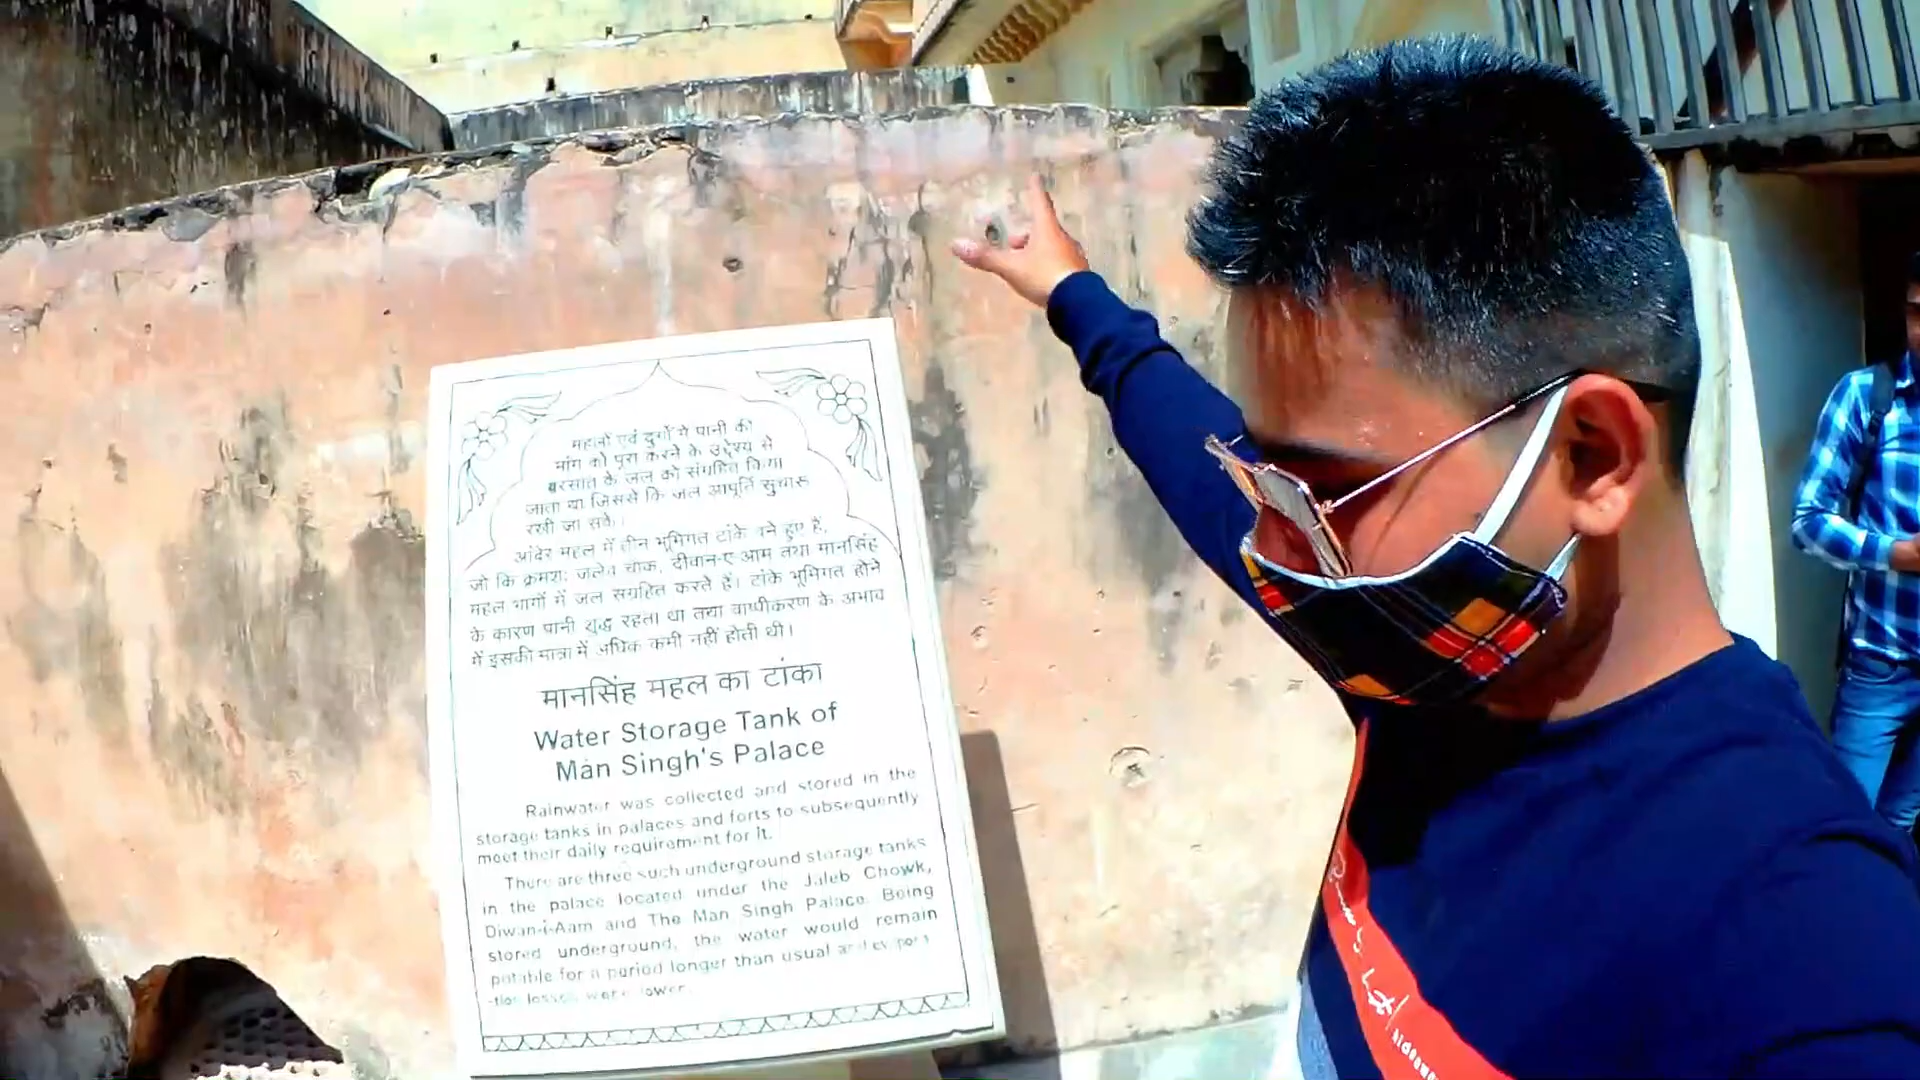 महलों एवं दुर्गों में पानी की
मांग को पूरा करने के उद्देश्य से
बरसात के जल को संग्रहित किया
जाता था जिससे कि जल आपूर्ति सुचारू
रखी जा सके।
आंबेर महल में तीन भूमिगत टांके बने हुए हैं,
जो कि क्रमशः जलेब चौक, दीवान-ए-आम तथा मानसिंह
महल भागों में जल संग्रहित करते हैं। टांके भूमिगत होने
के कारण पानी शुद्ध रहता था तथा वाष्पीकरण के अभाव
में इसकी मात्रा में अधिक कमी नहीं होती थी।
मानसिंह महल का टांका
Water Storage Tank of
Man Singh's Palace
Rainwater was collected and stored in the
storage tanks in palaces and forts to subsequently
meet their daily requirement for it.
There are three such underground storage tanks
in the palace located under the Jaleb Chowk,
Diwan-i-Aam and The Man Singh Palace. Being
stored underground, the water would remain
potable for a period longer than usual and evapora
-tion losses were lower.